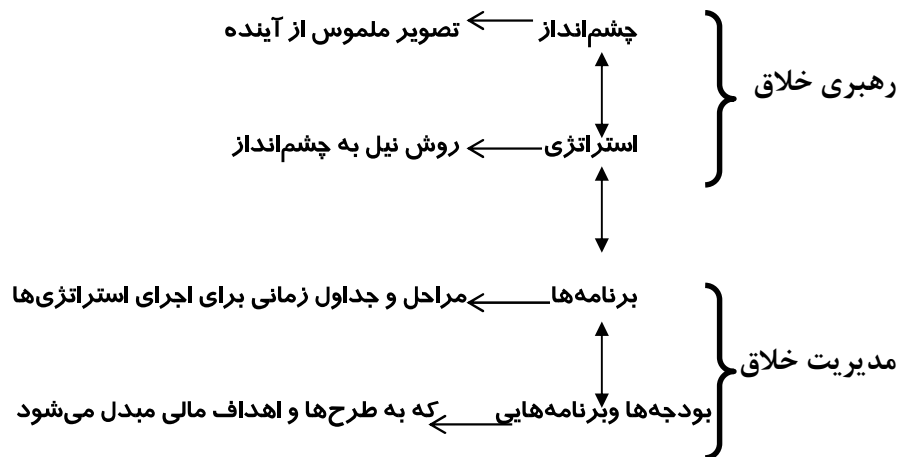 چشم‌انداز تصویر ملموس از آینده
رهبری خلاق
استراتژی روش نیل به چشم‌انداز
برنامه‌ها مراحل و جداول زمانی برای اجرای استراتژی‌ها
مدیریت خلاق
بودجه‌ها وبرنامه‌هایی که به طرح‌ها و اهداف مالی مبدل می‌شود